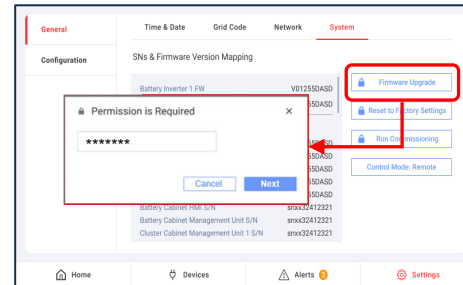 General
Configuration
Time & Date Grid Code Network System
SNs & Firmware Version Mapping
Battery Inverter 1 FW V01255DASD
55DASD
55DASD
55DASD
55DASD
55DASD
55DASD
Battery Cabinet HMI S/N snxx32412321
Battery Cabinet Management Unit S/N snxx32412321
Cluster Cabinet Management Unit 1 S/N snxx32412321
Firmware Upgrade
Reset to Factory Settings
Run Commissioning
Control Mode: Remote
Permission is Required ×
*******
Cancel Next
Home Devices Alerts 3 Settings